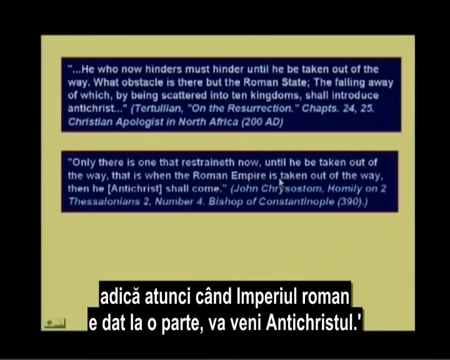 "...He who now hinders must hinder until he be taken out of the
way. What obstacle is there but the Roman State; The falling away
of which, by being scattered into ten kingdoms, shall introduce
antichrist..." (Tertullian, "On the Resurrection." Chapts. 24, 25.
Christian Apologist in North Africa (200 AD)
"Only there is one that restraineth now, until he be taken out of
the way, that is when the Roman Empire is taken out of the way,
then he [Antichrist] shall come." (John Chrysostom, Homily on 2
Thessalonians 2, Number 4. Bishop of Constantinople (390).)
adică atunci când Imperiul roman
e dat la o parte, va veni Antichristul.'